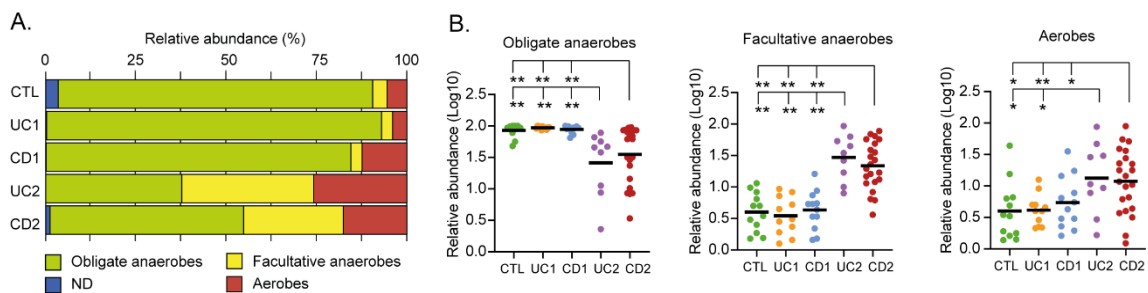 A.
Relative abundance (%)
0 25 50 75 100
CTL
UC1
CD1
UC2
CD2
Obligate anaerobes
Facultative anaerobes
ND
Aerobes
B.
Obligate anaerobes
** ** **
** ** **
Relative abundance (Log10)
2.5
2.0
1.5
1.0
0.5
0.0
CTL UC1 CD1 UC2 CD2
Facultative anaerobes
** ** **
** ** **
Relative abundance (Log10)
2.5
2.0
1.5
1.0
0.5
0.0
CTL UC1 CD1 UC2 CD2
Aerobes
* ** *
* *
Relative abundance (Log10)
2.5
2.0
1.5
1.0
0.5
0.0
CTL UC1 CD1 UC2 CD2